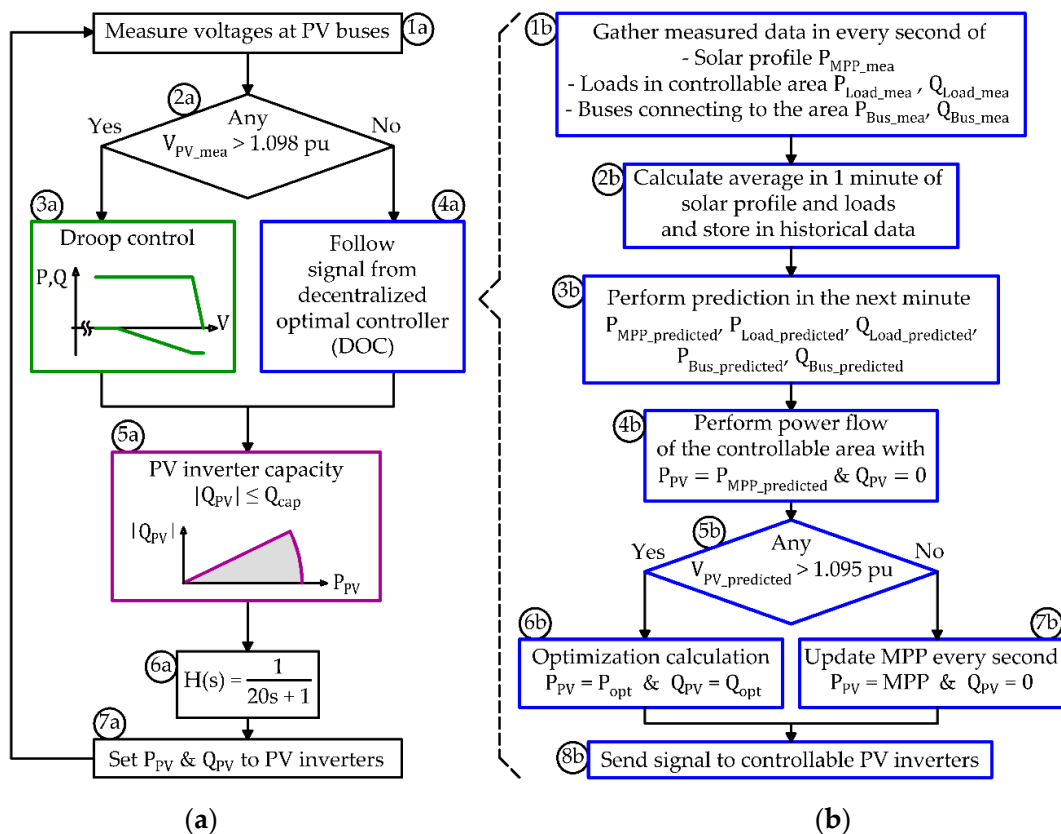 1a
Measure voltages at PV buses
2a
Yes
Any
No
V_PV_mea > 1.098 pu
3a
Droop control
P,Q
V
4a
Follow
signal from
decentralized
optimal controller
(DOC)
5a
PV inverter capacity
|Q_PV| ≤ Q_cap
|Q_PV|
P_PV
6a
H(s) = 1 / (20s + 1)
7a
Set P_PV & Q_PV to PV inverters
(a)
1b
Gather measured data in every second of
- Solar profile P_MPP_mea
- Loads in controllable area P_Load_mea , Q_Load_mea
- Buses connecting to the area P_Bus_mea, Q_Bus_mea
2b
Calculate average in 1 minute of
solar profile and loads
and store in historical data
3b
Perform prediction in the next minute
P_MPP_predicted, P_Load_predicted, Q_Load_predicted,
P_Bus_predicted, Q_Bus_predicted
4b
Perform power flow
of the controllable area with
P_PV = P_MPP_predicted & Q_PV = 0
5b
Yes
Any
No
V_PV_predicted > 1.095 pu
6b
Optimization calculation
P_PV = P_opt & Q_PV = Q_opt
7b
Update MPP every second
P_PV = MPP & Q_PV = 0
8b
Send signal to controllable PV inverters
(b)